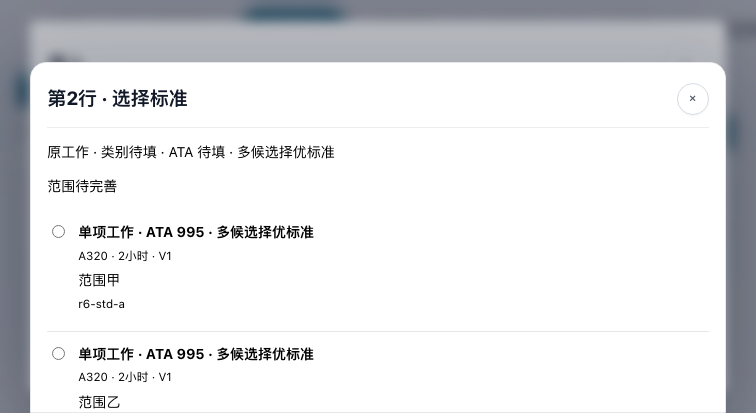 第2行 · 选择标准
×
原工作 · 类别待填 · ATA 待填 · 多候选择优标准
范围待完善
单项工作 · ATA 995 · 多候选择优标准
A320 · 2小时 · V1
范围甲
r6-std-a
单项工作 · ATA 995 · 多候选择优标准
A320 · 2小时 · V1
范围乙